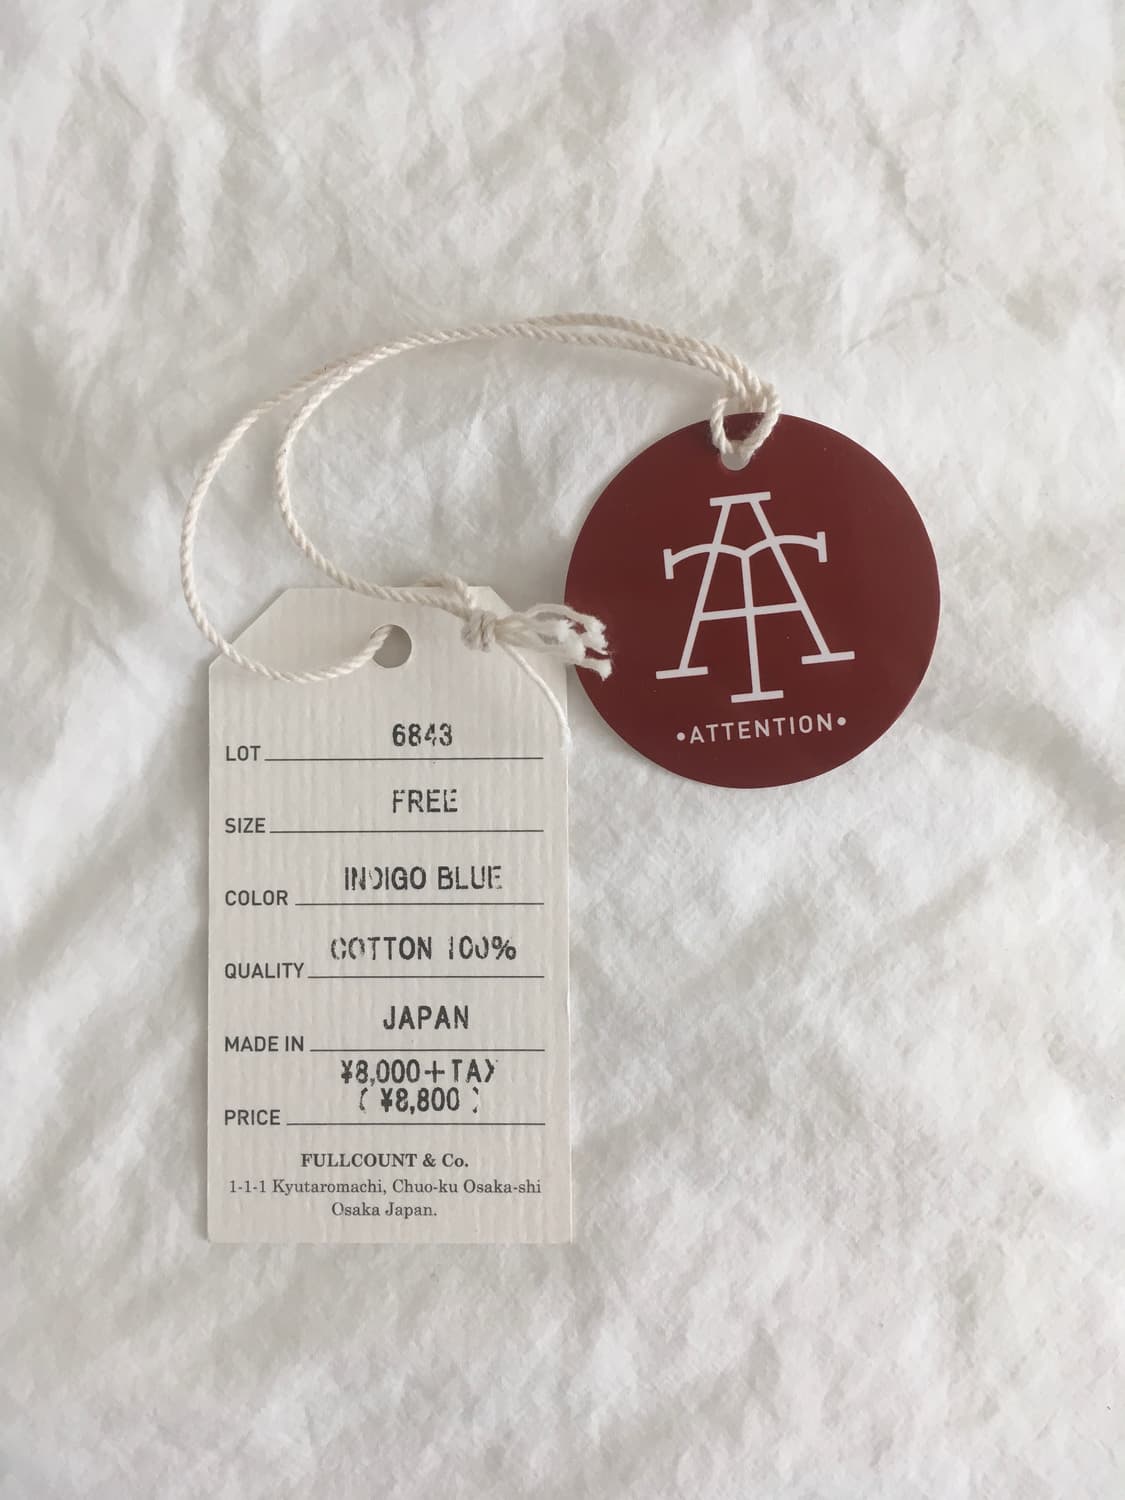 AT
•ATTENTION•
LOT 6843
SIZE FREE
COLOR INDIGO BLUE
QUALITY COTTON 100%
MADE IN JAPAN
¥8,000+TAX
PRICE (¥8,800)
FULLCOUNT & Co.
1-1-1 Kyutaromachi, Chuo-ku Osaka-shi
Osaka Japan.